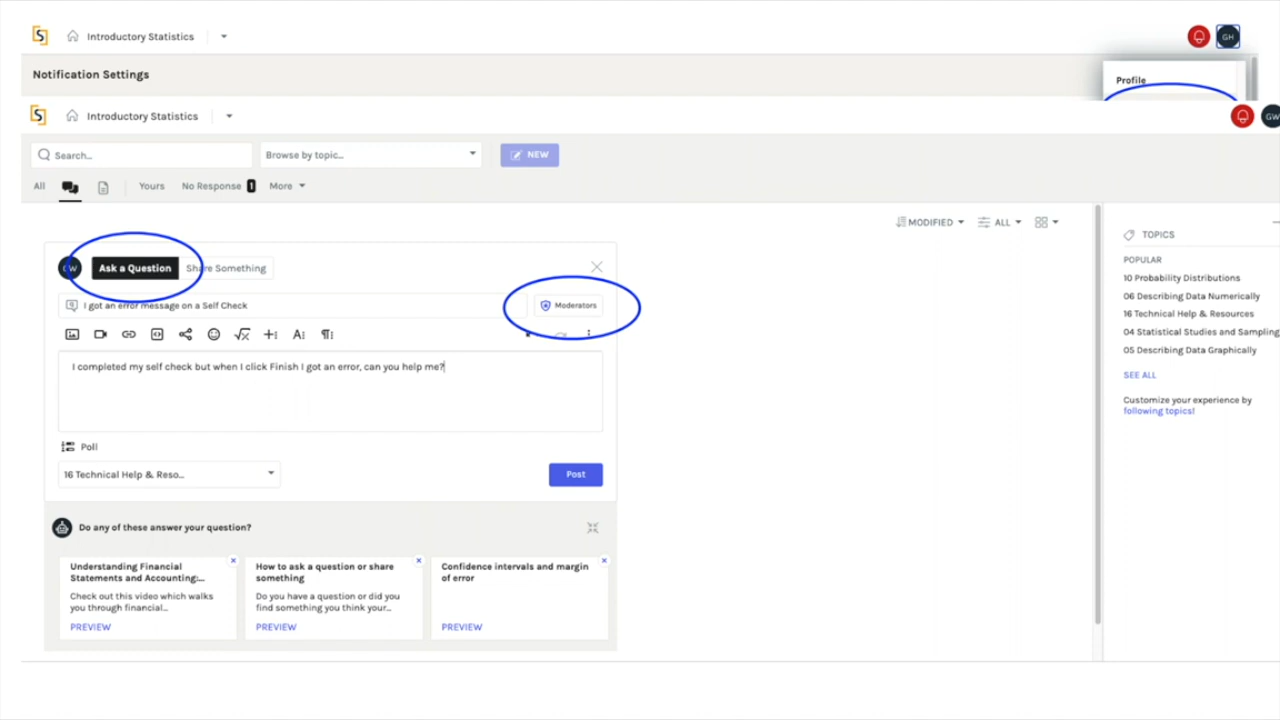 Introductory Statistics
GH
Notification Settings
Profile
Introductory Statistics
GW
Search...
Browse by topic...
NEW
All
Yours
No Response 1
More
MODIFIED
ALL
TOPICS
POPULAR
10 Probability Distributions
06 Describing Data Numerically
16 Technical Help & Resources
04 Statistical Studies and Sampling
05 Describing Data Graphically
SEE ALL
Customize your experience by
following topics!
GW
Ask a Question
Share Something
I got an error message on a Self Check
Moderators
I completed my self check but when I click Finish I got an error, can you help me?
Poll
16 Technical Help & Reso...
Post
Do any of these answer your question?
Understanding Financial
Statements and Accounting:...
Check out this video which walks
you through financial...
PREVIEW
How to ask a question or share
something
Do you have a question or did you
find something you think your...
PREVIEW
Confidence intervals and margin
of error
PREVIEW